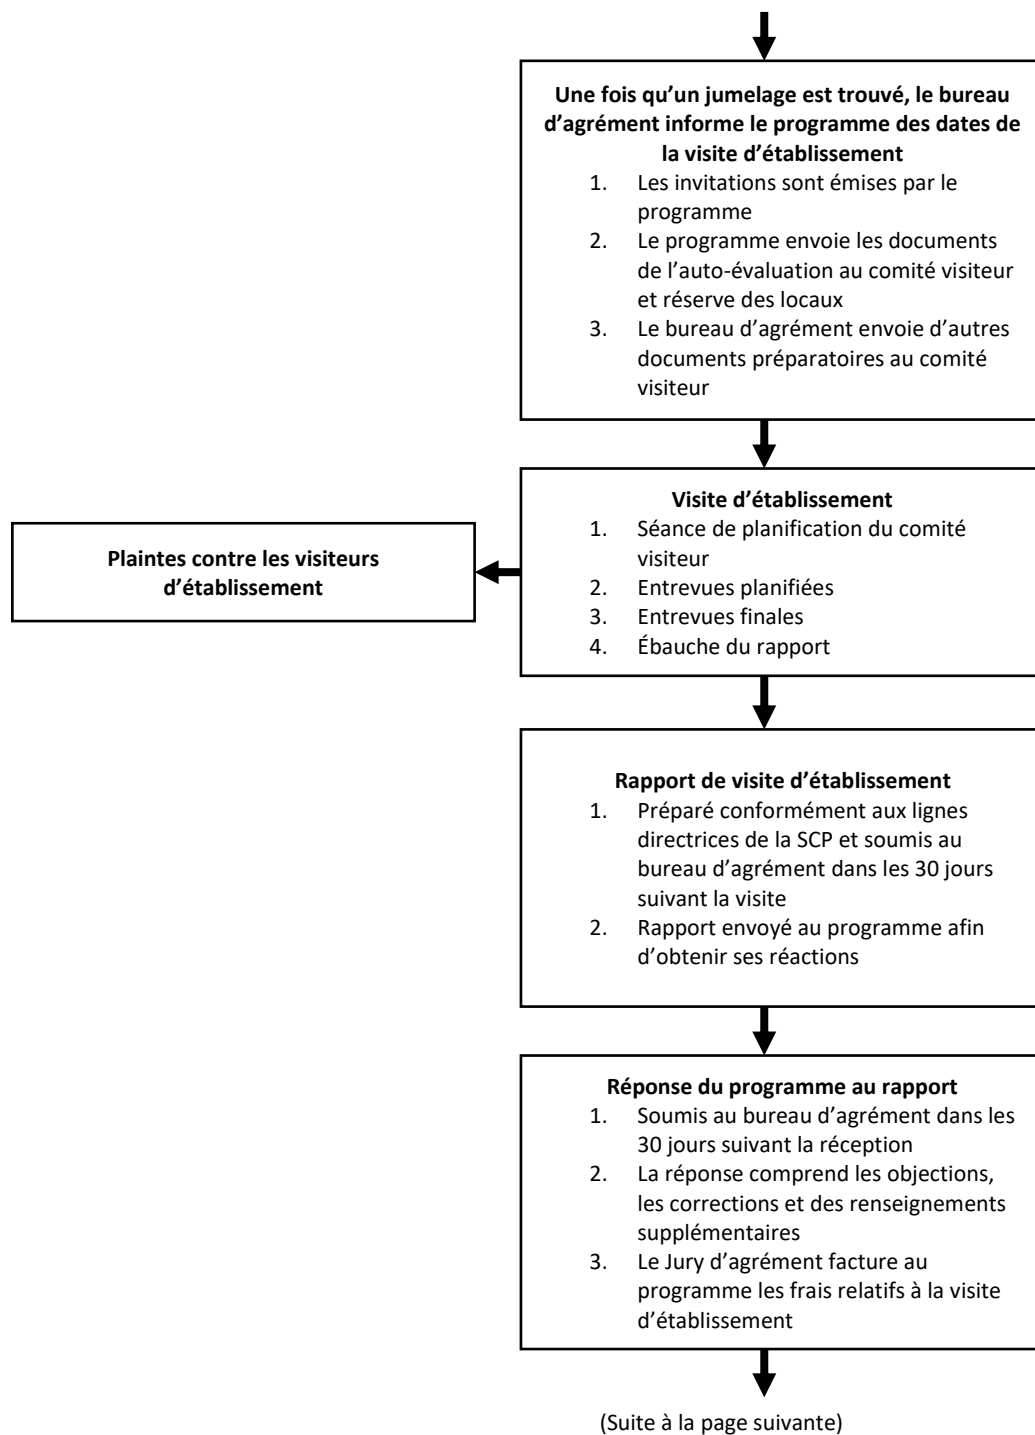 Une fois qu’un jumelage est trouvé, le bureau
d’agrément informe le programme des dates de
la visite d’établissement
1. Les invitations sont émises par le
programme
2. Le programme envoie les documents
de l’auto-évaluation au comité visiteur
et réserve des locaux
3. Le bureau d’agrément envoie d’autres
documents préparatoires au comité
visiteur
Visite d’établissement
1. Séance de planification du comité
visiteur
2. Entrevues planifiées
3. Entrevues finales
4. Ébauche du rapport
Plaintes contre les visiteurs
d’établissement
Rapport de visite d’établissement
1. Préparé conformément aux lignes
directrices de la SCP et soumis au
bureau d’agrément dans les 30 jours
suivant la visite
2. Rapport envoyé au programme afin
d’obtenir ses réactions
Réponse du programme au rapport
1. Soumis au bureau d’agrément dans les
30 jours suivant la réception
2. La réponse comprend les objections,
les corrections et des renseignements
supplémentaires
3. Le Jury d’agrément facture au
programme les frais relatifs à la visite
d’établissement
(Suite à la page suivante)